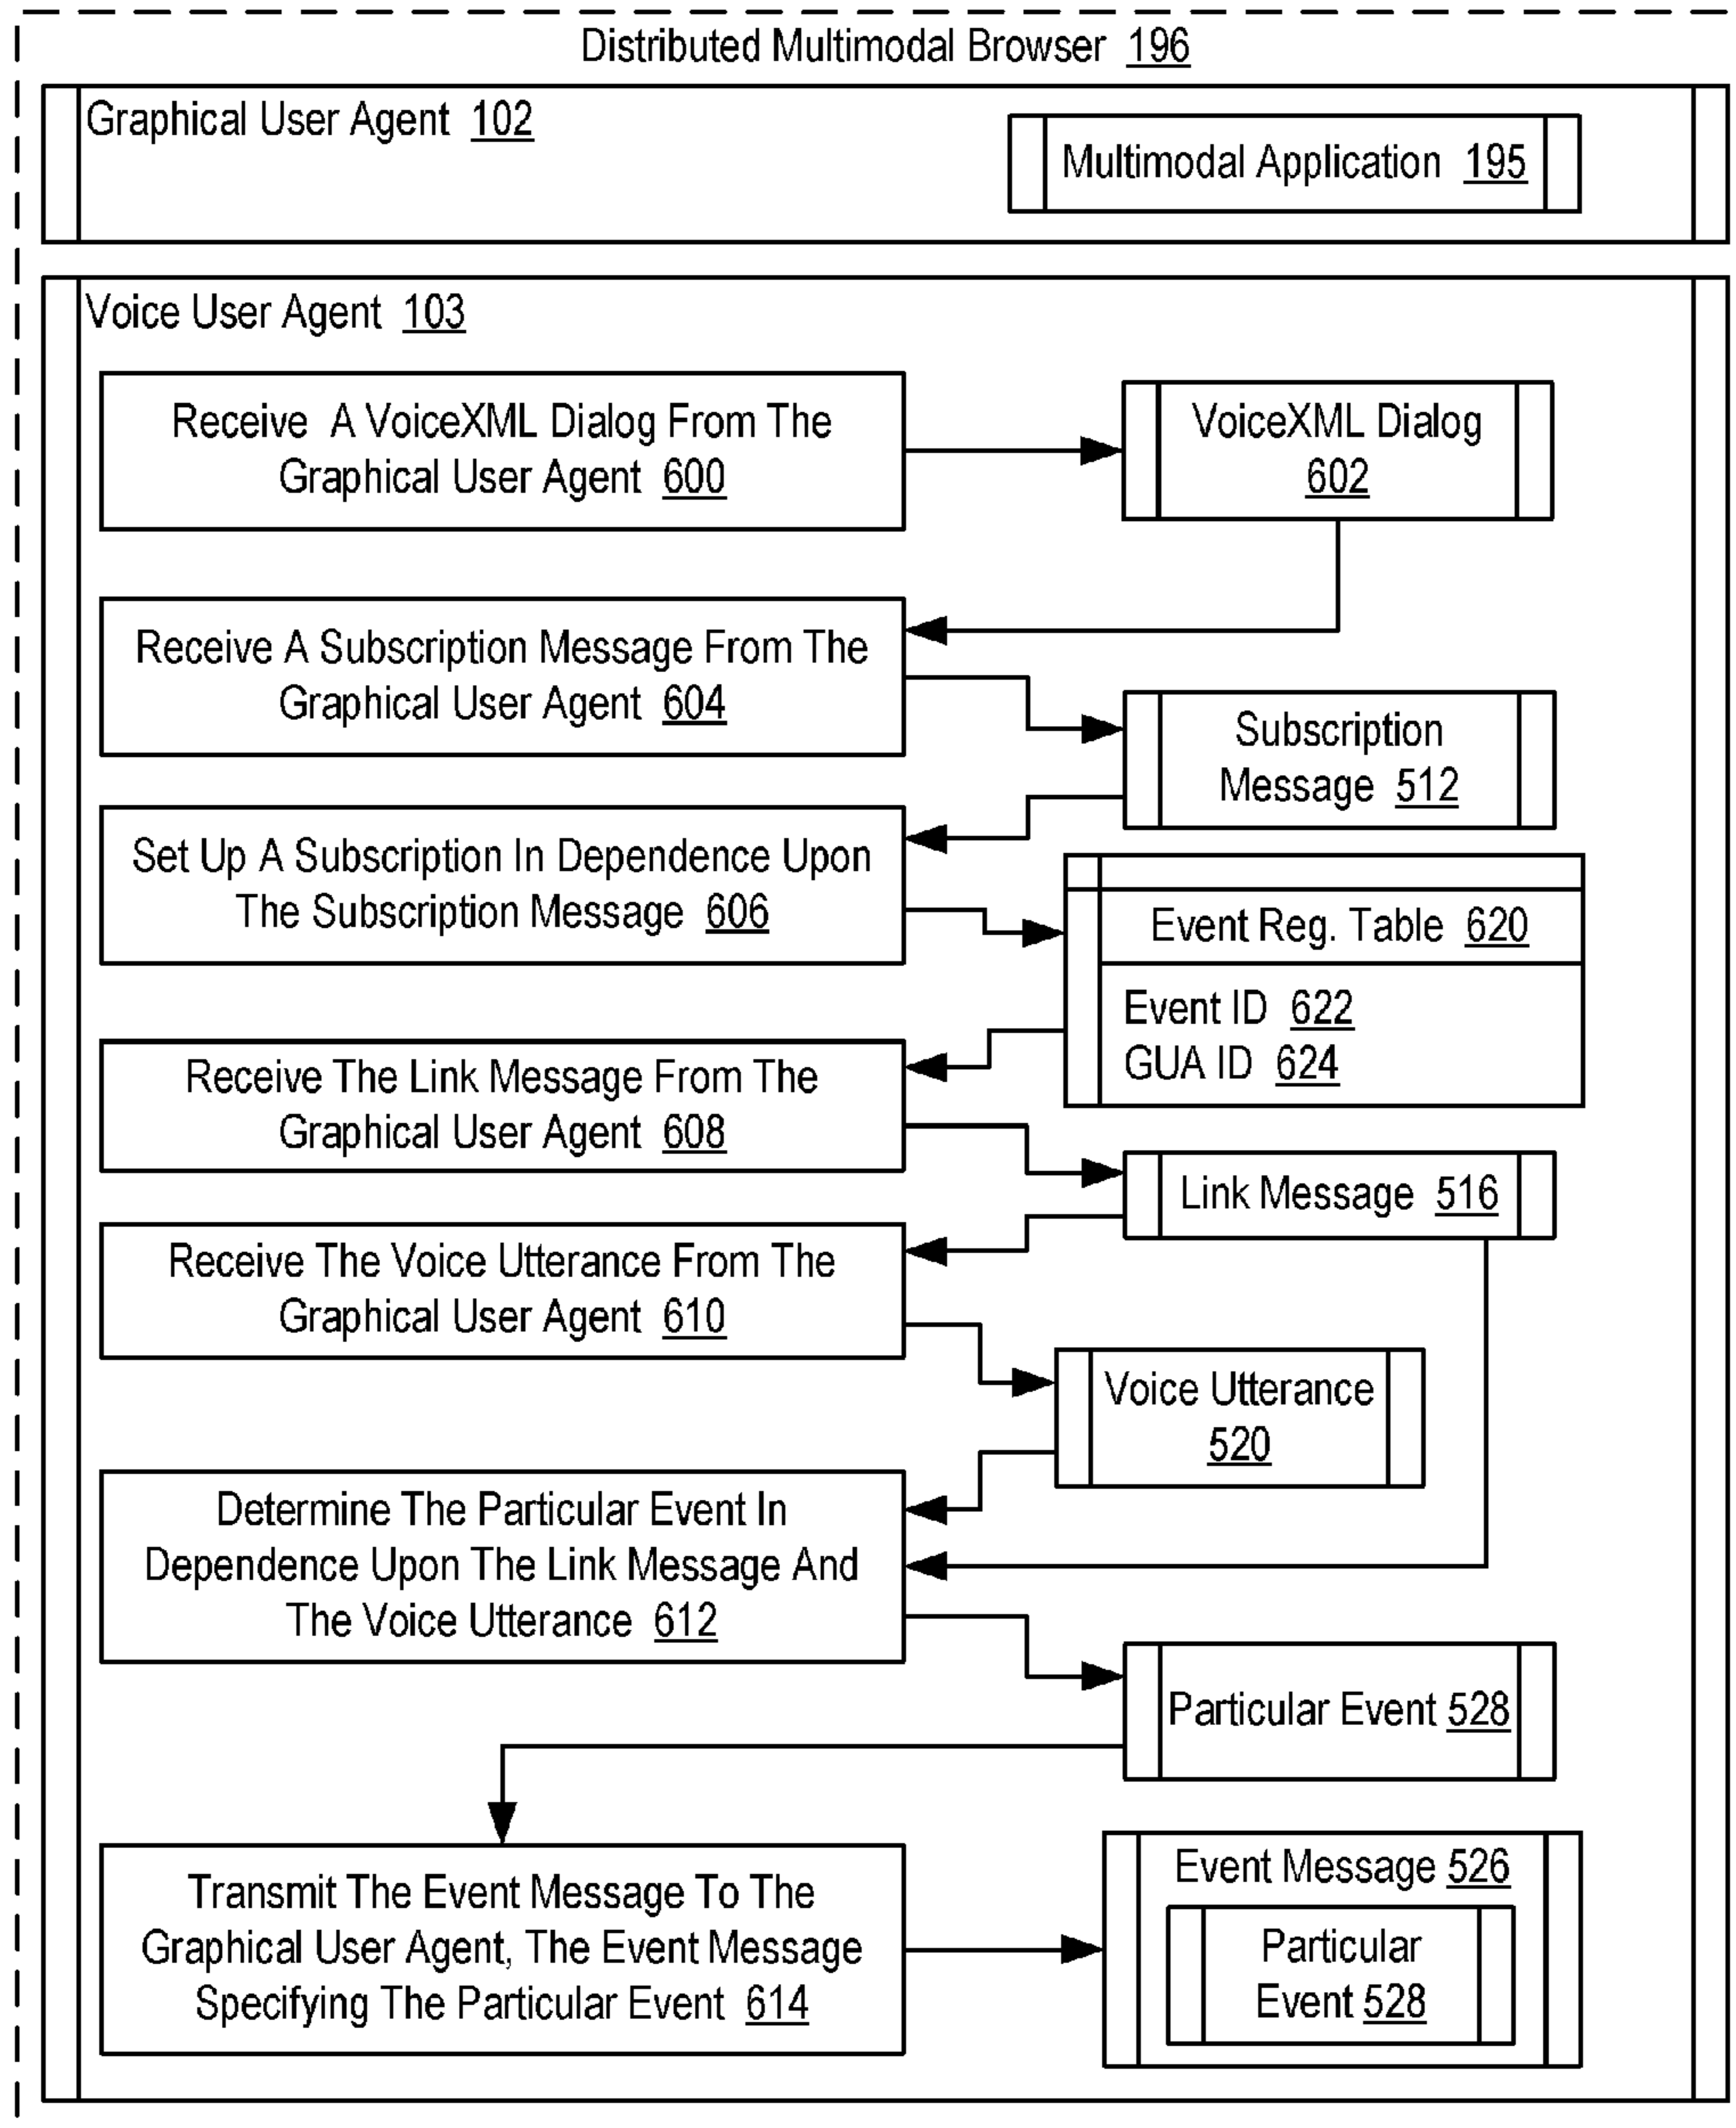 Distributed Multimodal Browser 196
Graphical User Agent 102
Multimodal Application 195
Voice User Agent 103
Receive A VoiceXML Dialog From The
Graphical User Agent 600
VoiceXML Dialog
602
Receive A Subscription Message From The
Graphical User Agent 604
Subscription
Message 512
Set Up A Subscription In Dependence Upon
The Subscription Message 606
Event Reg. Table 620
Event ID 622
GUA ID 624
Receive The Link Message From The
Graphical User Agent 608
Link Message 516
Receive The Voice Utterance From The
Graphical User Agent 610
Voice Utterance
520
Determine The Particular Event In
Dependence Upon The Link Message And
The Voice Utterance 612
Particular Event 528
Transmit The Event Message To The
Graphical User Agent, The Event Message
Specifying The Particular Event 614
Event Message 526
Particular
Event 528